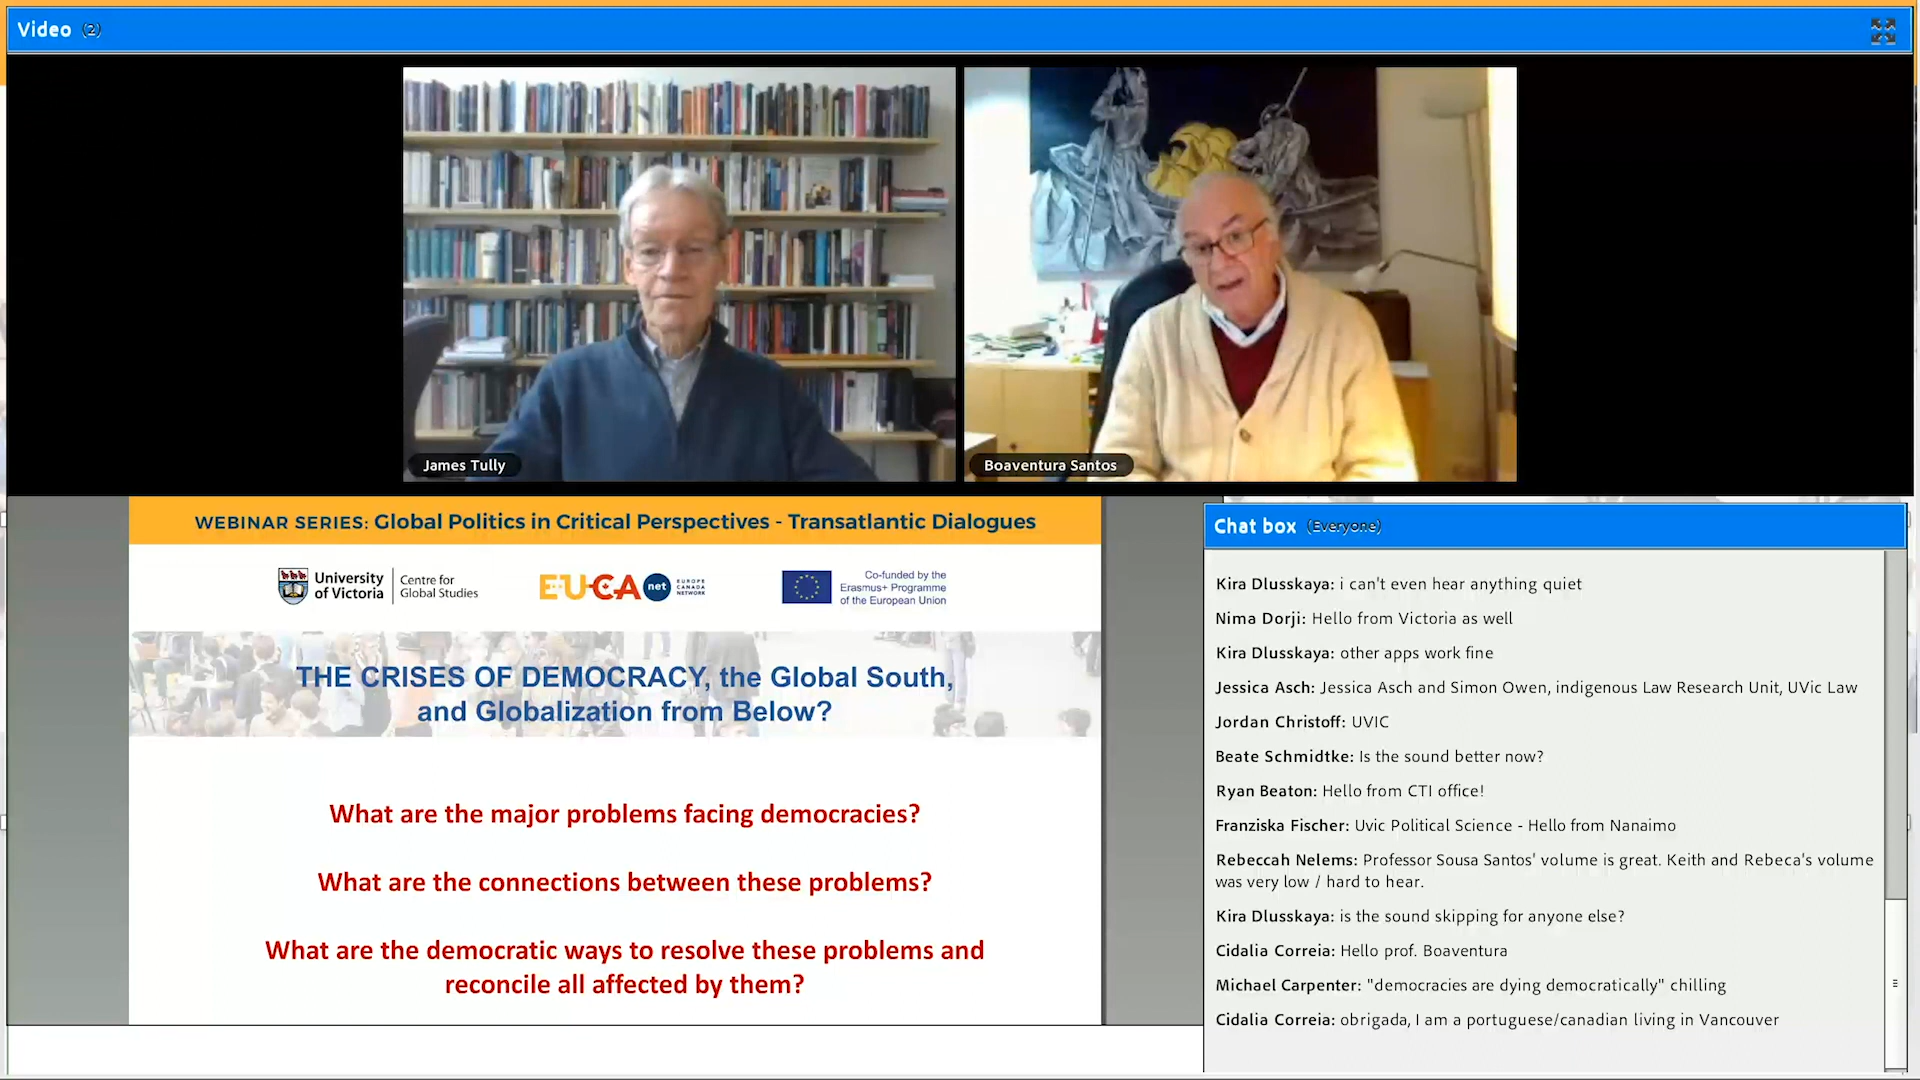 Video (2)
James Tully
Boaventura Santos
WEBINAR SERIES: Global Politics in Critical Perspectives - Transatlantic Dialogues
University
of Victoria
Centre for
Global Studies
EUCA net
EUROPE
CANADA
NETWORK
Co-funded by the
Erasmus+ Programme
of the European Union
THE CRISES OF DEMOCRACY, the Global South,
and Globalization from Below?
What are the major problems facing democracies?
What are the connections between these problems?
What are the democratic ways to resolve these problems and
reconcile all affected by them?
Chat box (Everyone)
Kira Dlusskaya: i can't even hear anything quiet
Nima Dorji: Hello from Victoria as well
Kira Dlusskaya: other apps work fine
Jessica Asch: Jessica Asch and Simon Owen, indigenous Law Research Unit, UVic Law
Jordan Christoff: UVIC
Beate Schmidtke: Is the sound better now?
Ryan Beaton: Hello from CTI office!
Franziska Fischer: Uvic Political Science - Hello from Nanaimo
Rebeccah Nelems: Professor Sousa Santos' volume is great. Keith and Rebeca's volume
was very low / hard to hear.
Kira Dlusskaya: is the sound skipping for anyone else?
Cidalia Correia: Hello prof. Boaventura
Michael Carpenter: "democracies are dying democratically" chilling
Cidalia Correia: obrigada, I am a portuguese/canadian living in Vancouver